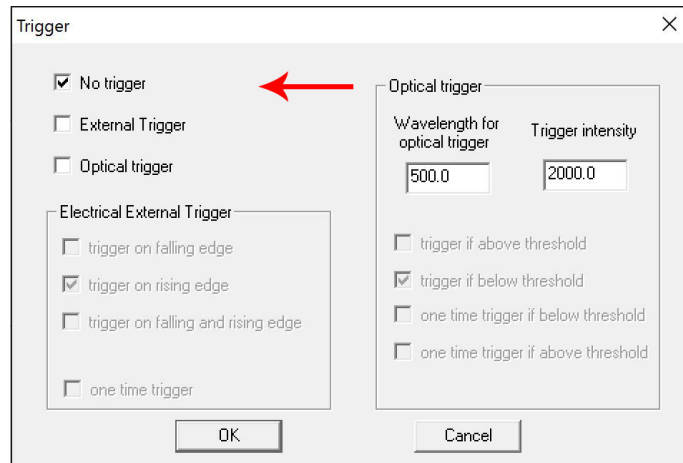 Trigger
No trigger
External Trigger
Optical trigger
Electrical External Trigger
trigger on falling edge
trigger on rising edge
trigger on falling and rising edge
one time trigger
Optical trigger
Wavelength for
optical trigger
Trigger intensity
500.0
2000.0
trigger if above threshold
trigger if below threshold
one time trigger if below threshold
one time trigger if above threshold
OK
Cancel